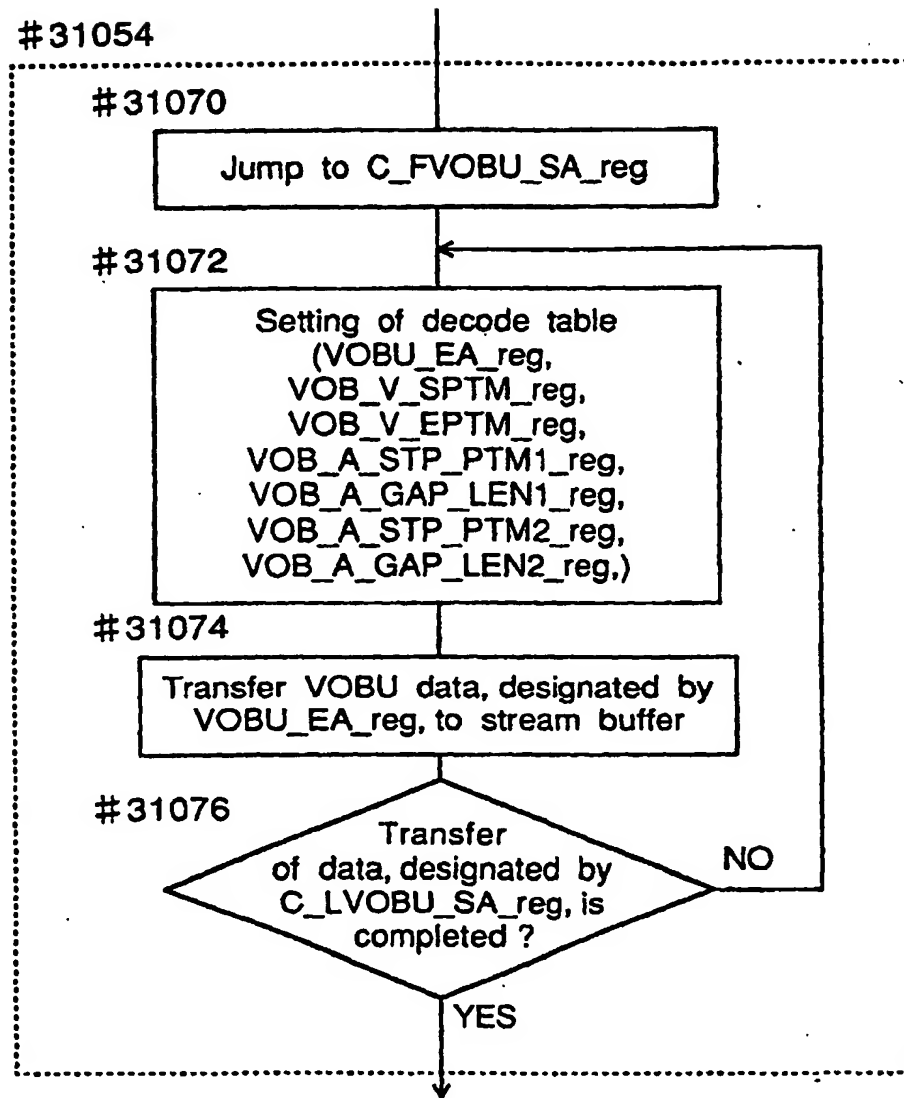 #31054
#31070
Jump to C_FVOBU_SA_reg
#31072
Setting of decode table
(VOBU_EA_reg,
VOB_V_SPTM_reg,
VOB_V_EPTM_reg,
VOB_A_STP_PTM1_reg,
VOB_A_GAP_LEN1_reg,
VOB_A_STP_PTM2_reg,
VOB_A_GAP_LEN2_reg,)
#31074
Transfer VOBU data, designated by
VOBU_EA_reg, to stream buffer
#31076
Transfer
of data, designated by
C_LVOBU_SA_reg, is
completed ?
NO
YES